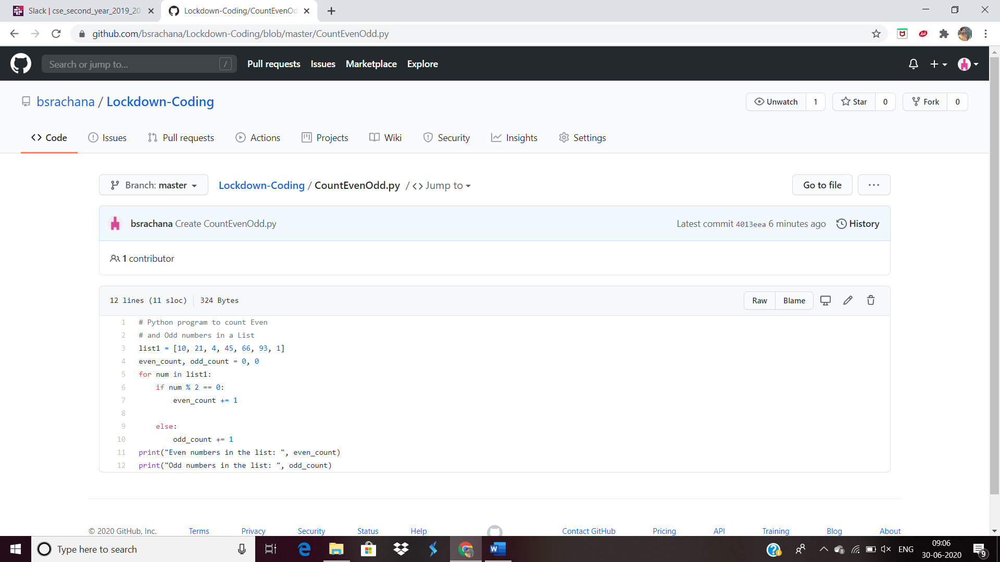 Slack | cse_second_year_2019_20
Lockdown-Coding/CountEvenOd
github.com/bsrachana/Lockdown-Coding/blob/master/CountEvenOdd.py
Ask
Search or jump to... /
Pull requests Issues Marketplace Explore
bsrachana / Lockdown-Coding
Unwatch 1 Star 0 Fork 0
Code Issues Pull requests Actions Projects Wiki Security Insights Settings
Branch: master Lockdown-Coding / CountEvenOdd.py / <> Jump to Go to file ...
bsrachana Create CountEvenOdd.py Latest commit 4013eea 6 minutes ago History
1 contributor
12 lines (11 sloc) 324 Bytes Raw Blame
1 # Python program to count Even
2 # and Odd numbers in a List
3 list1 = [10, 21, 4, 45, 66, 93, 1]
4 even_count, odd_count = 0, 0
5 for num in list1:
6 if num % 2 == 0:
7 even_count += 1
8
9 else:
10 odd_count += 1
11 print("Even numbers in the list: ", even_count)
12 print("Odd numbers in the list: ", odd_count)
© 2020 GitHub, Inc. Terms Privacy Security Status Help Contact GitHub Pricing API Training Blog About
Type here to search
ENG
09:06
30-06-2020
9